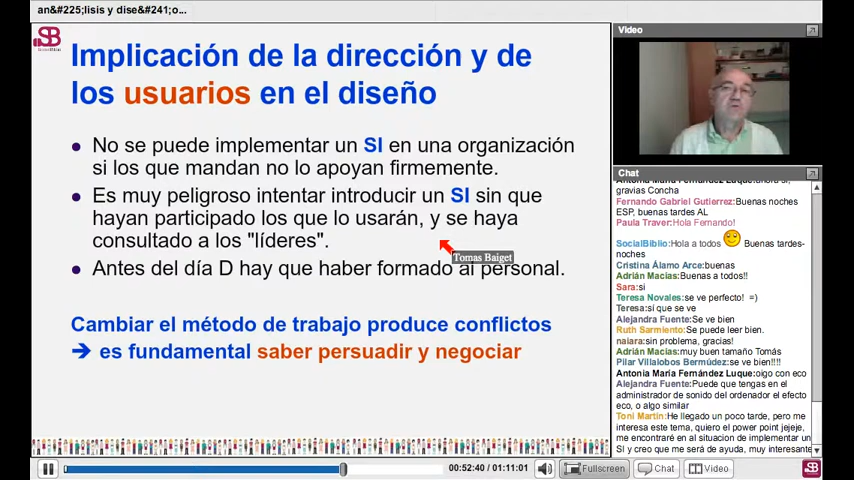 an&#225;lisis y dise&#241;o...
SB
Implicación de la dirección y de
los usuarios en el diseño
No se puede implementar un SI en una organización
si los que mandan no lo apoyan firmemente.
Es muy peligroso intentar introducir un SI sin que
hayan participado los que lo usarán, y se haya
consultado a los "líderes".
Tomas Baiget
Antes del día D hay que haber formado al personal.
Cambiar el método de trabajo produce conflictos
➔ es fundamental saber persuadir y negociar
Video
Chat
gravias Concha
Fernando Gabriel Gutierrez:Buenas noches
ESP, buenas tardes AL
Paula Traver:Hola Fernando!
SocialBiblio:Hola a todos Buenas tardes-
noches
Cristina Álamo Arce:buenas
Adrián Macias:Buenas a todos!!
Sara:si
Teresa Novales:se ve perfecto! =)
Teresa:sí que se ve
Alejandra Fuente:Se ve bien
Ruth Sarmiento:Se puede leer bien.
naiara:sin problema, gracias!
Adrián Macias:muy buen tamaño Tomás
Pilar Villalobos Bermúdez:se ve bien!!!!
Antonia María Fernández Luque:oigo con eco
Alejandra Fuente:Puede que tengas en el
administrador de sonido del ordenador el efecto
eco, o algo similar
Toni Martin:He llegado un poco tarde, pero me
interesa este tema, quiero el power point jejeje,
me encontraré en al situacion de implementar un
SI y creo que me será de ayuda, muy interesante
00:52:40 / 01:11:01
Fullscreen
Chat
Video
SB